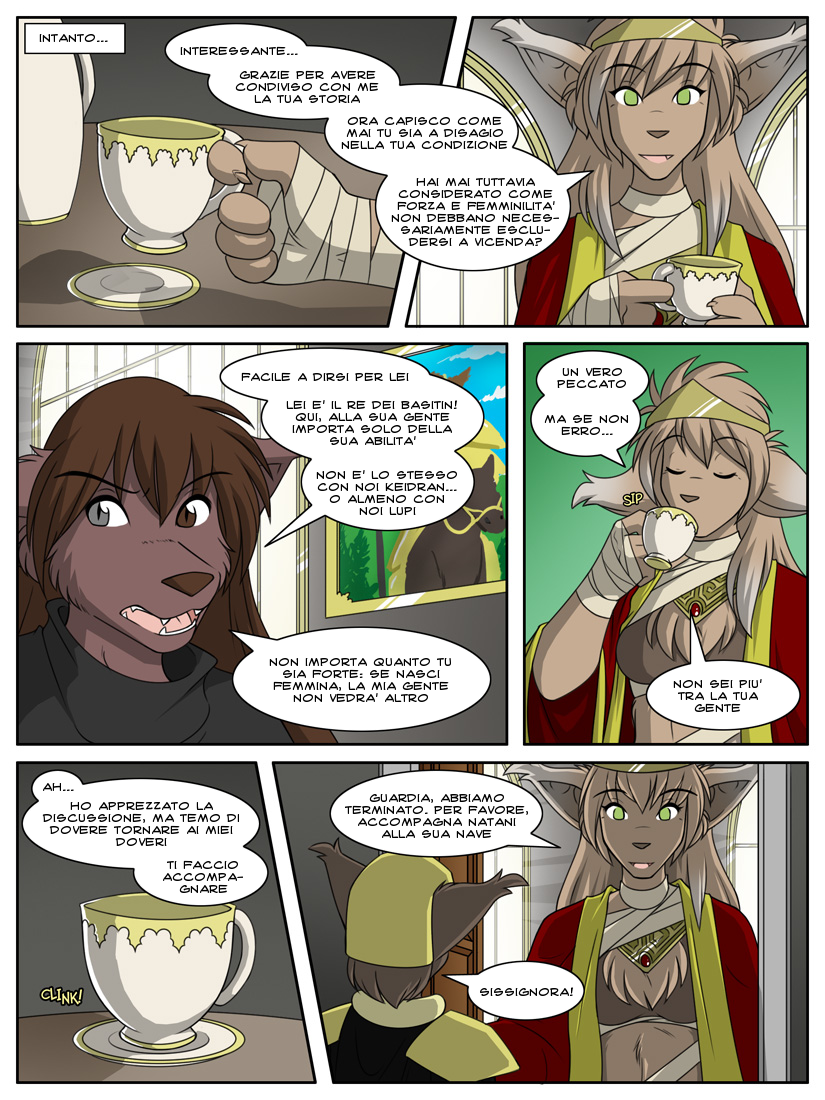 INTANTO...
INTERESSANTE...
GRAZIE PER AVERE
CONDIVISO CON ME
LA TUA STORIA
ORA CAPISCO COME
MAI TU SIA A DISAGIO
NELLA TUA CONDIZIONE
HAI MAI TUTTAVIA
CONSIDERATO COME
FORZA E FEMMINILITA'
NON DEBBANO NECES-
SARIAMENTE ESCLU-
DERSI A VICENDA?
FACILE A DIRSI PER LEI
LEI E' IL RE DEI BASITIN!
QUI, ALLA SUA GENTE
IMPORTA SOLO DELLA
SUA ABILITA'
NON E' LO STESSO
CON NOI KEIDRAN...
O ALMENO CON
NOI LUPI
NON IMPORTA QUANTO TU
SIA FORTE: SE NASCI
FEMMINA, LA MIA GENTE
NON VEDRA' ALTRO
UN VERO
PECCATO
MA SE NON
ERRO...
SIP
NON SEI PIU'
TRA LA TUA
GENTE
AH...
HO APPREZZATO LA
DISCUSSIONE, MA TEMO DI
DOVERE TORNARE AI MIEI
DOVERI
TI FACCIO
ACCOMPA-
GNARE
CLINK!
GUARDIA, ABBIAMO
TERMINATO. PER FAVORE,
ACCOMPAGNA NATANI
ALLA SUA NAVE
SISSIGNORA!